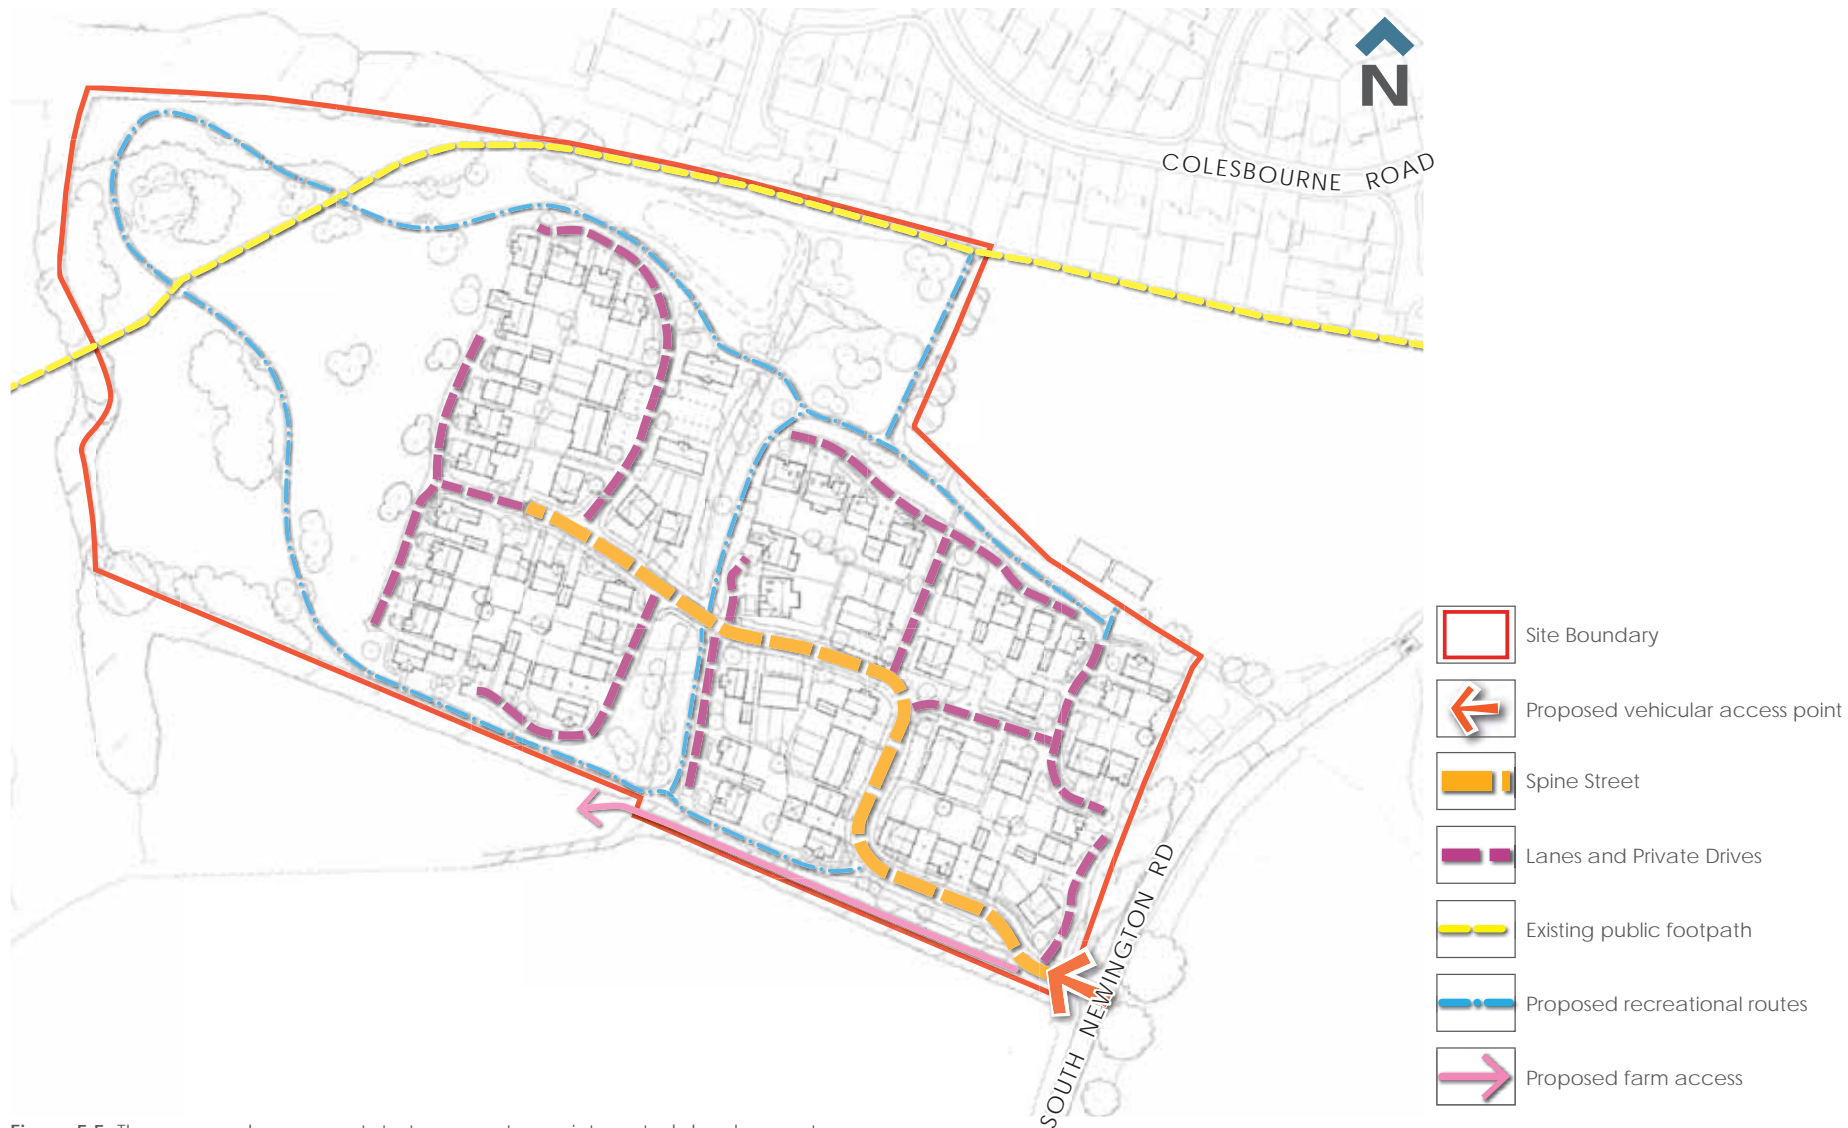 N
COLESBOURNE ROAD
SOUTH NEWINGTON RD
Site Boundary
Proposed vehicular access point
Spine Street
Lanes and Private Drives
Existing public footpath
Proposed recreational routes
Proposed farm access